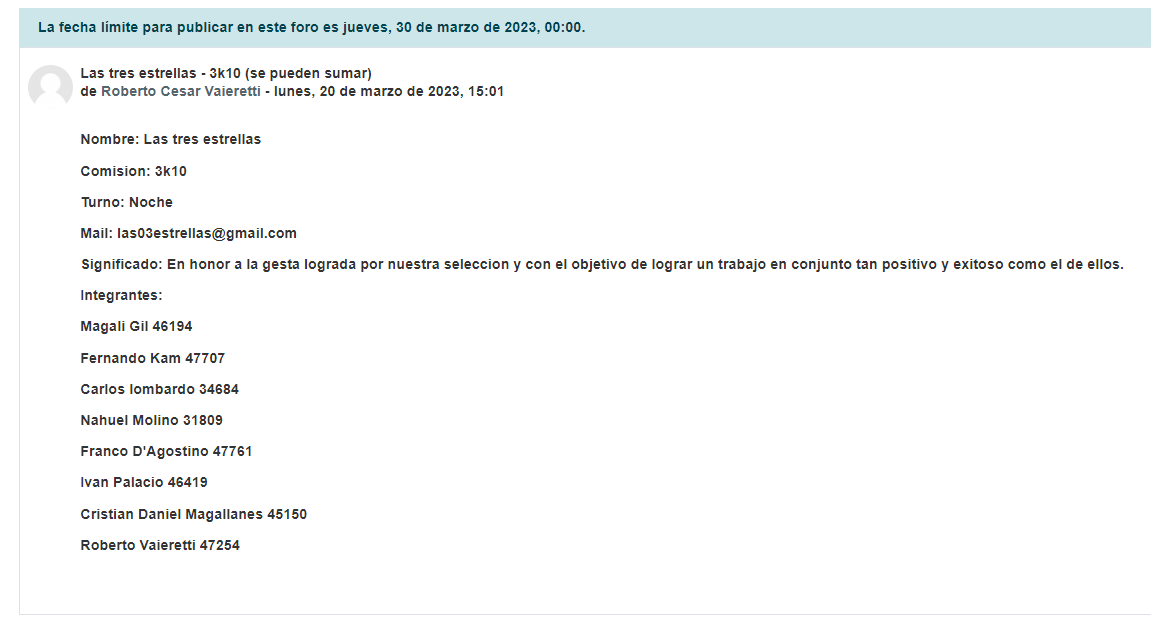 La fecha límite para publicar en este foro es jueves, 30 de marzo de 2023, 00:00.
Las tres estrellas - 3k10 (se pueden sumar)
de Roberto Cesar Vaieretti - lunes, 20 de marzo de 2023, 15:01
Nombre: Las tres estrellas
Comision: 3k10
Turno: Noche
Mail: las03estrellas@gmail.com
Significado: En honor a la gesta lograda por nuestra seleccion y con el objetivo de lograr un trabajo en conjunto tan positivo y exitoso como el de ellos.
Integrantes:
Magali Gil 46194
Fernando Kam 47707
Carlos lombardo 34684
Nahuel Molino 31809
Franco D'Agostino 47761
Ivan Palacio 46419
Cristian Daniel Magallanes 45150
Roberto Vaieretti 47254